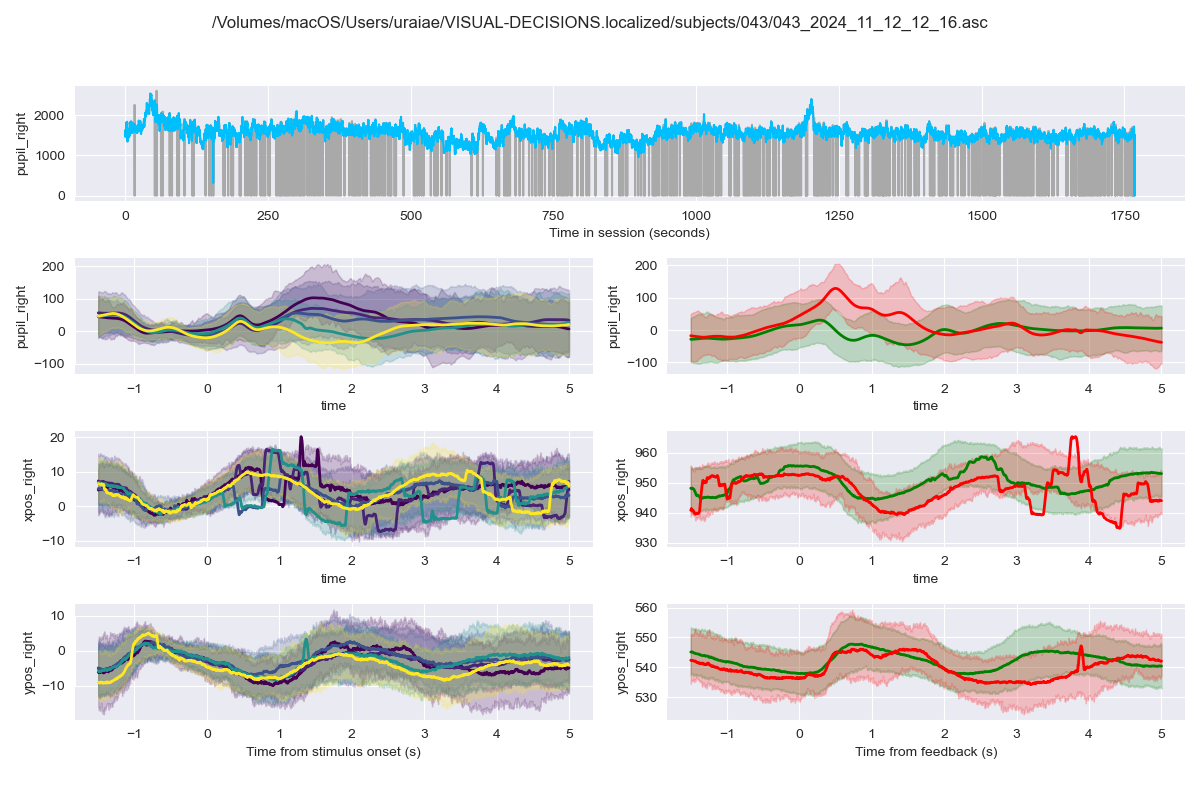 /Volumes/macOS/Users/uraiae/VISUAL-DECISIONS.localized/subjects/043/043_2024_11_12_12_16.asc
pupil_right
2000
1000
0
0 250 500 750 1000 1250 1500 1750
Time in session (seconds)
pupil_right
200
100
0
−100
−1 0 1 2 3 4 5
time
pupil_right
200
100
0
−100
−1 0 1 2 3 4 5
time
xpos_right
20
10
0
−10
−1 0 1 2 3 4 5
time
xpos_right
960
950
940
930
−1 0 1 2 3 4 5
time
ypos_right
10
0
−10
−1 0 1 2 3 4 5
Time from stimulus onset (s)
ypos_right
560
550
540
530
−1 0 1 2 3 4 5
Time from feedback (s)